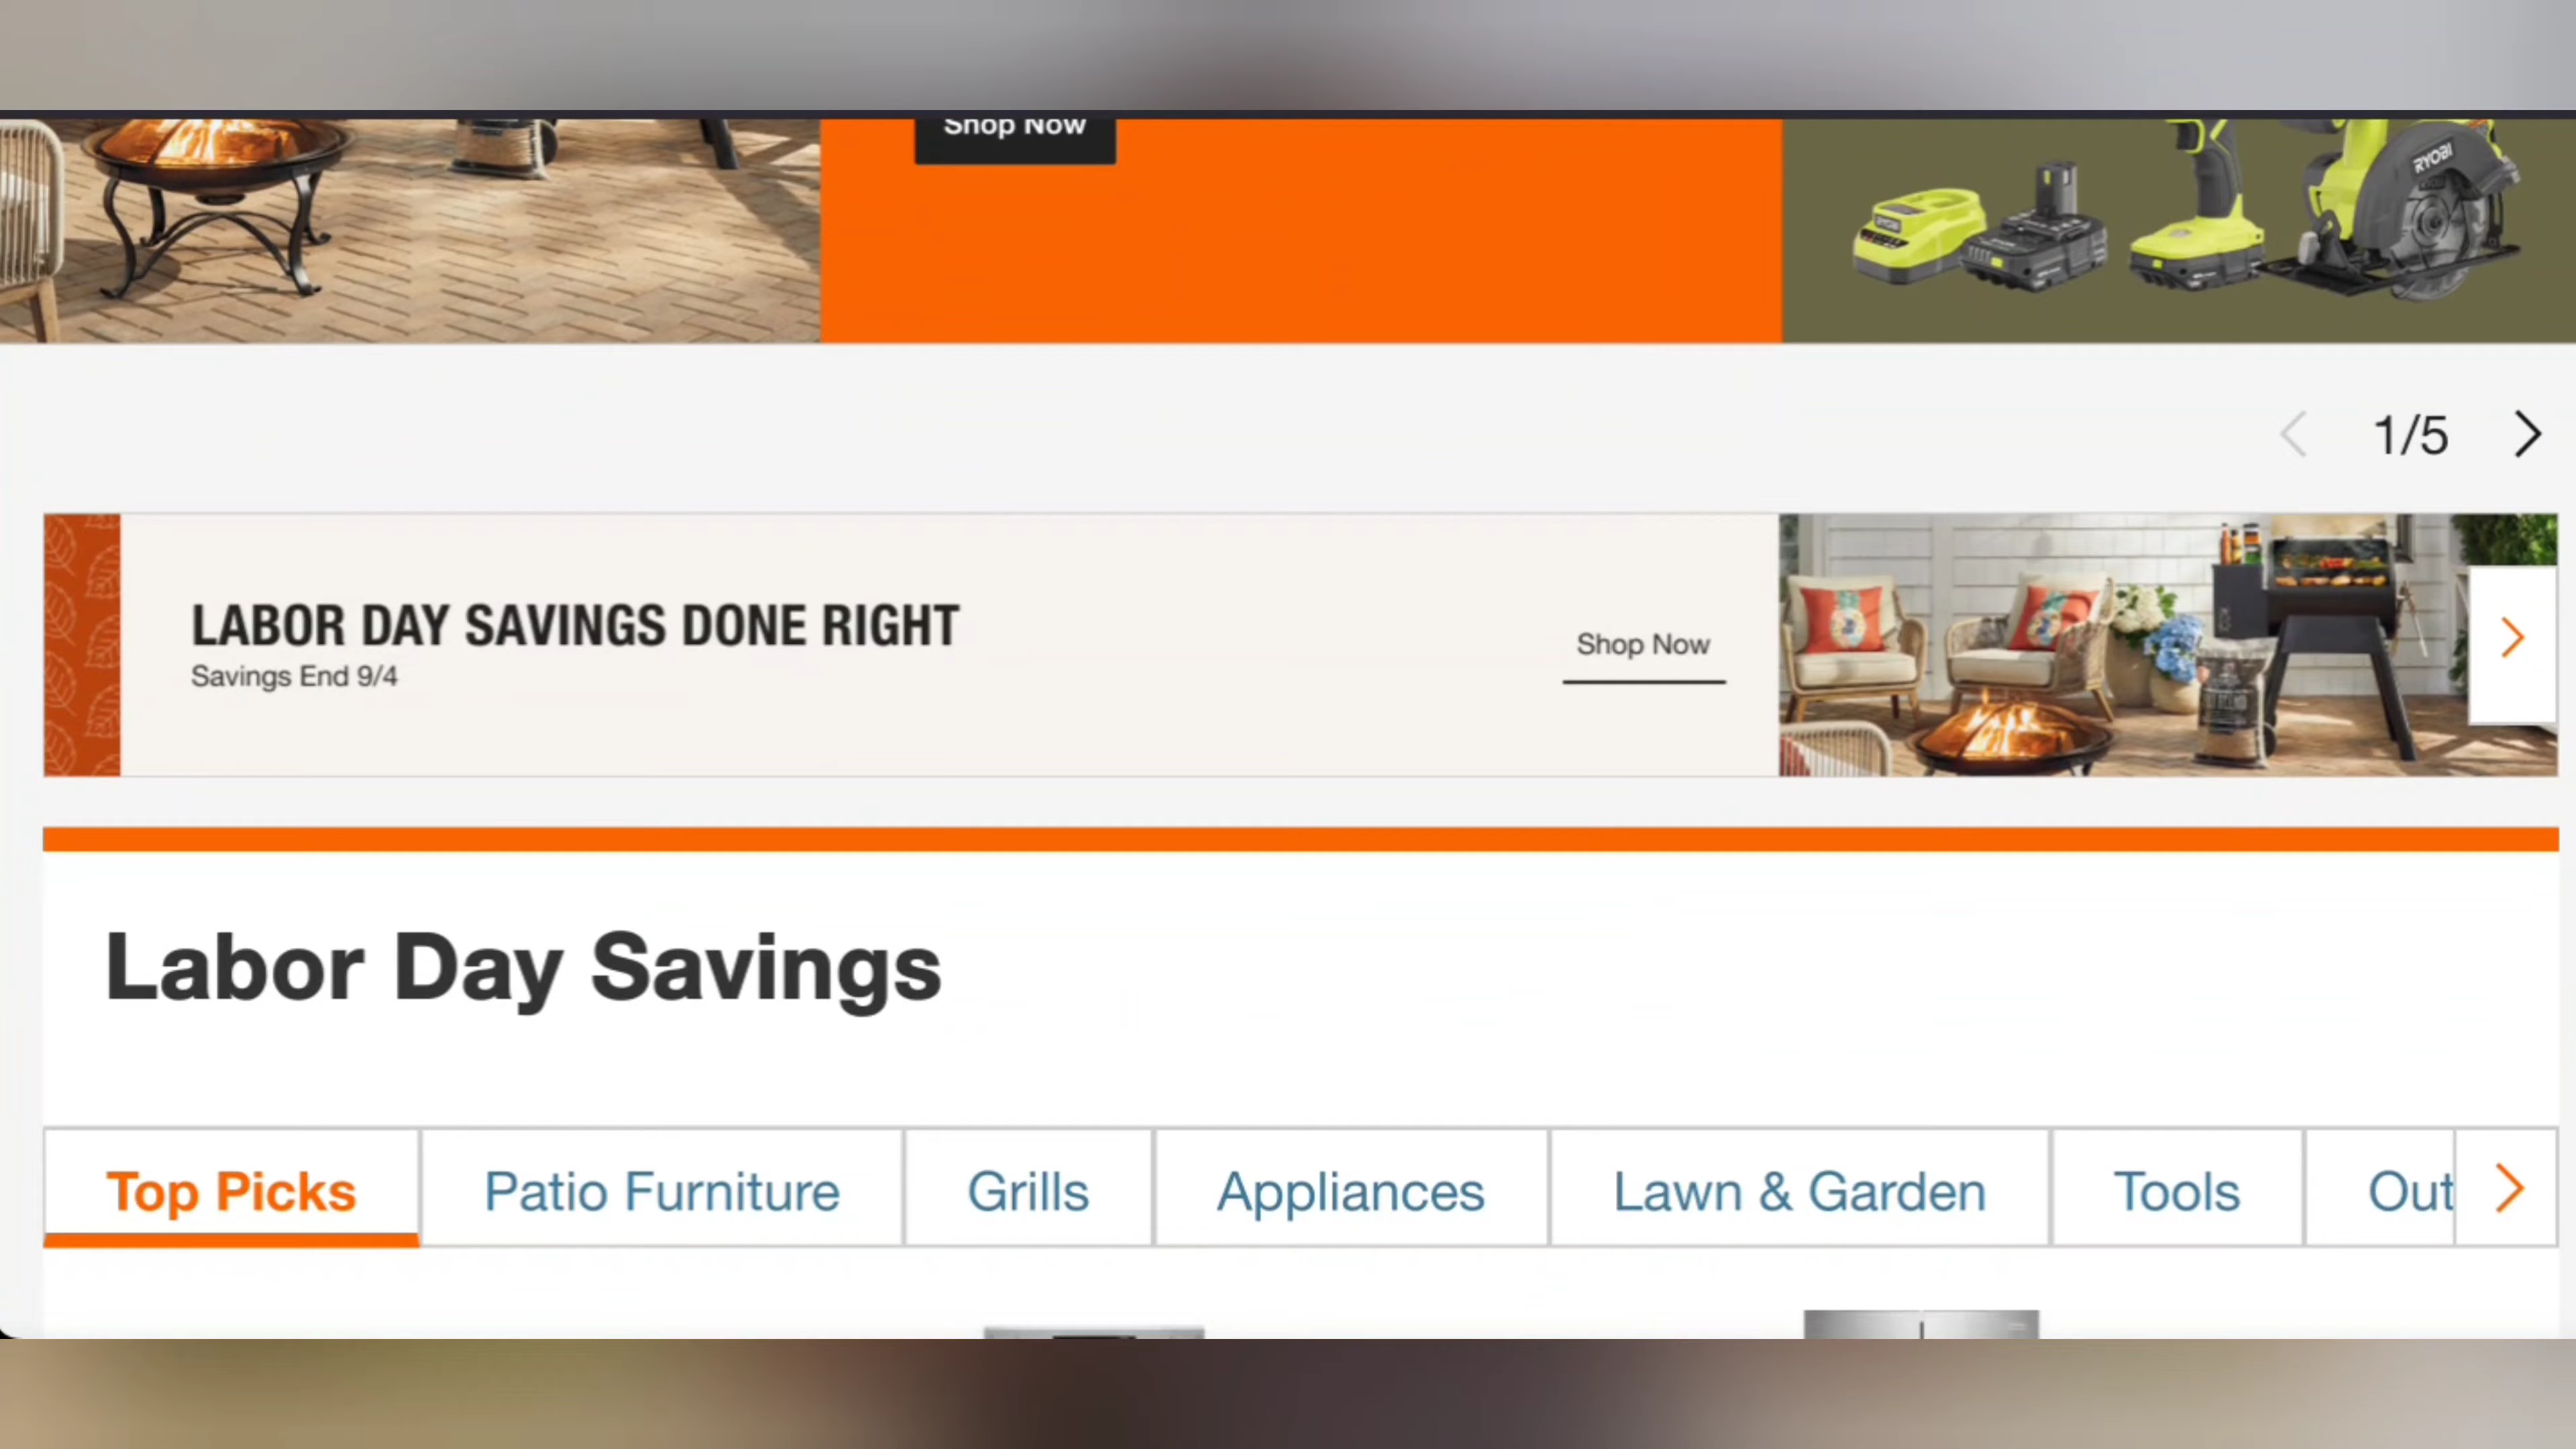 Shop Now
RYOBI
1/5
LABOR DAY SAVINGS DONE RIGHT
Savings End 9/4
Shop Now
Labor Day Savings
Top Picks
Patio Furniture
Grills
Appliances
Lawn & Garden
Tools
Out